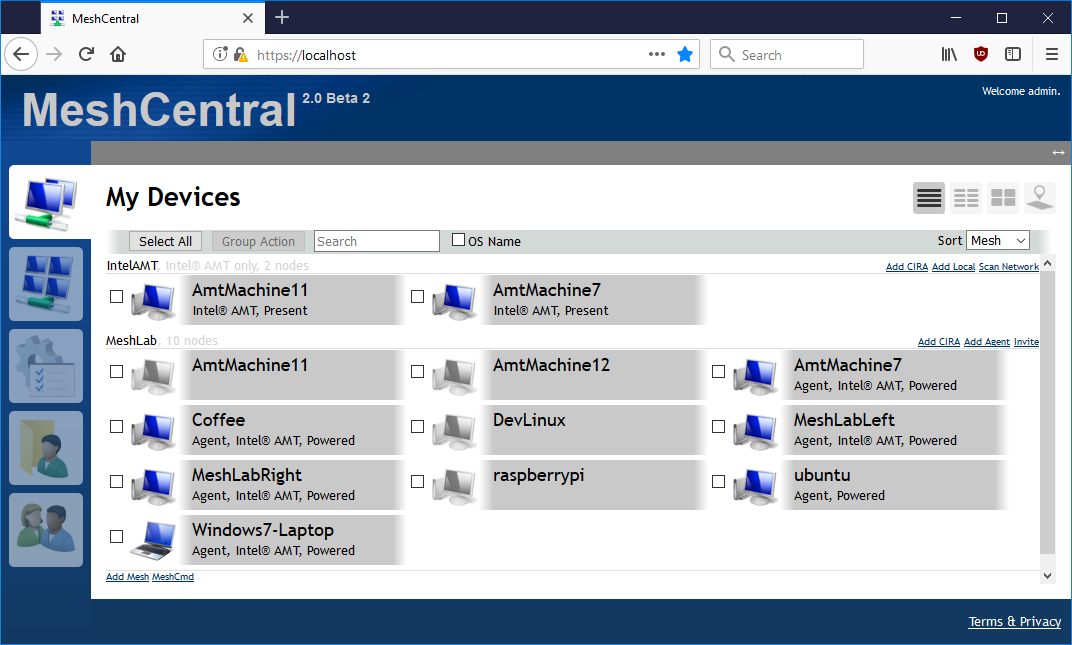 MeshCentral
https://localhost
Search
MeshCentral 2.0 Beta 2
Welcome admin.
My Devices
Select All Group Action Search OS Name Sort Mesh
IntelAMT, Intel® AMT only, 2 nodes Add CIRA Add Local Scan Network
AmtMachine11 AmtMachine7
Intel® AMT, Present Intel® AMT, Present
MeshLab, 10 nodes Add CIRA Add Agent Invite
AmtMachine11 AmtMachine12 AmtMachine7
Agent, Intel® AMT, Powered
Coffee DevLinux MeshLabLeft
Agent, Intel® AMT, Powered Agent, Intel® AMT, Powered
MeshLabRight raspberrypi ubuntu
Agent, Intel® AMT, Powered Agent, Powered
Windows7-Laptop
Agent, Intel® AMT, Powered
Add Mesh MeshCmd
Terms & Privacy